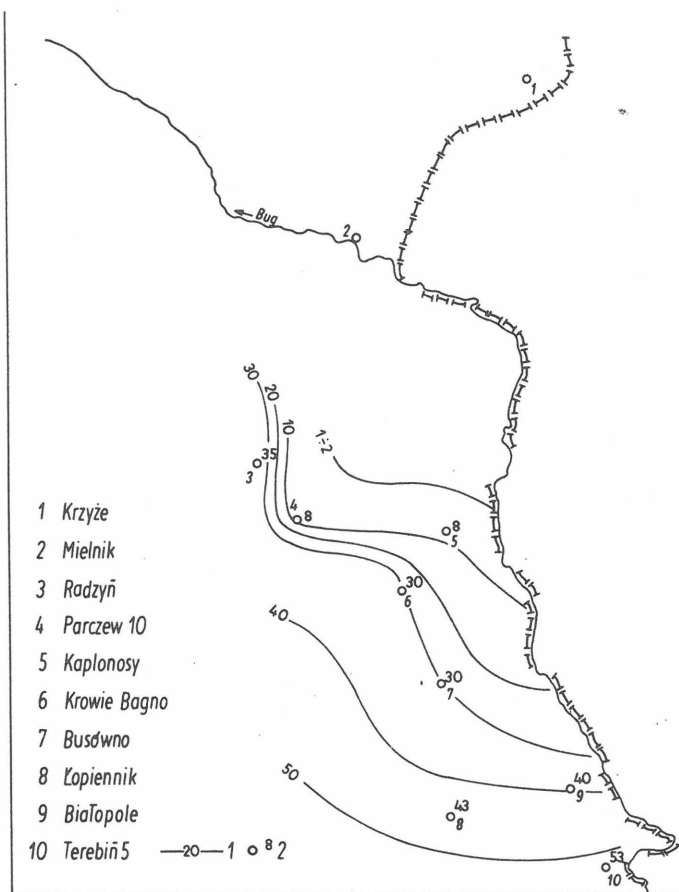 1
← Bug
2
30
20
10
1÷2
35
3
4
8
8
5
30
6
40
30
7
50
40
9
43
8
53
10
1 Krzyże
2 Mielnik
3 Radzyń
4 Parczew 10
5 Kaplonosy
6 Krowie Bagno
7 Busówno
8 Łopiennik
9 Białopole
10 Terebiń 5 —20— 1 o 8 2